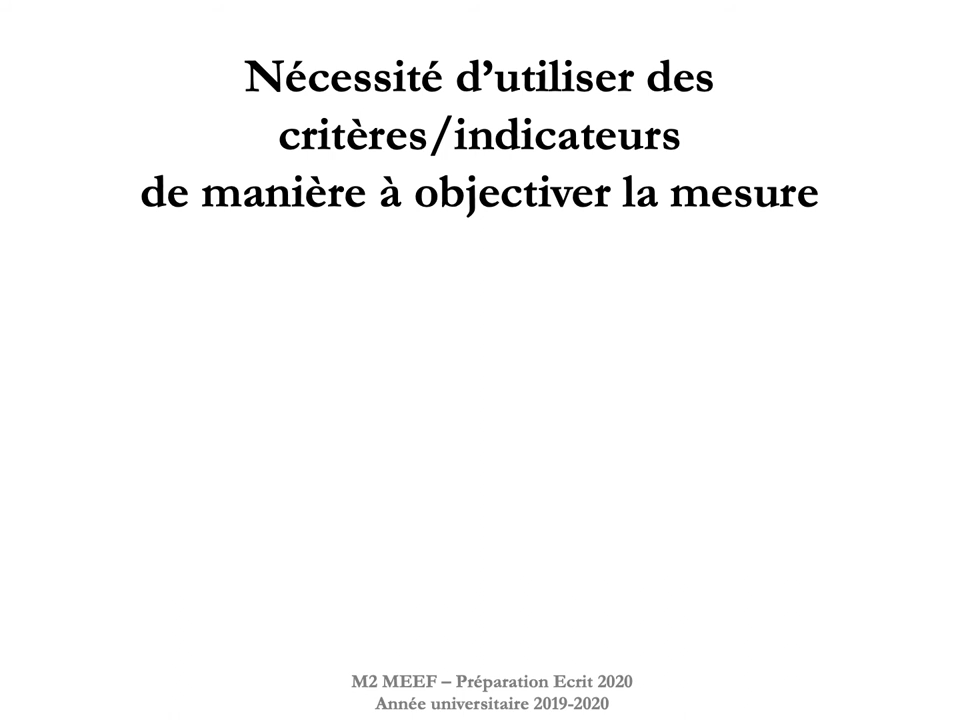 Nécessité d’utiliser des
critères/indicateurs
de manière à objectiver la mesure
M2 MEEF – Préparation Ecrit 2020
Année universitaire 2019-2020